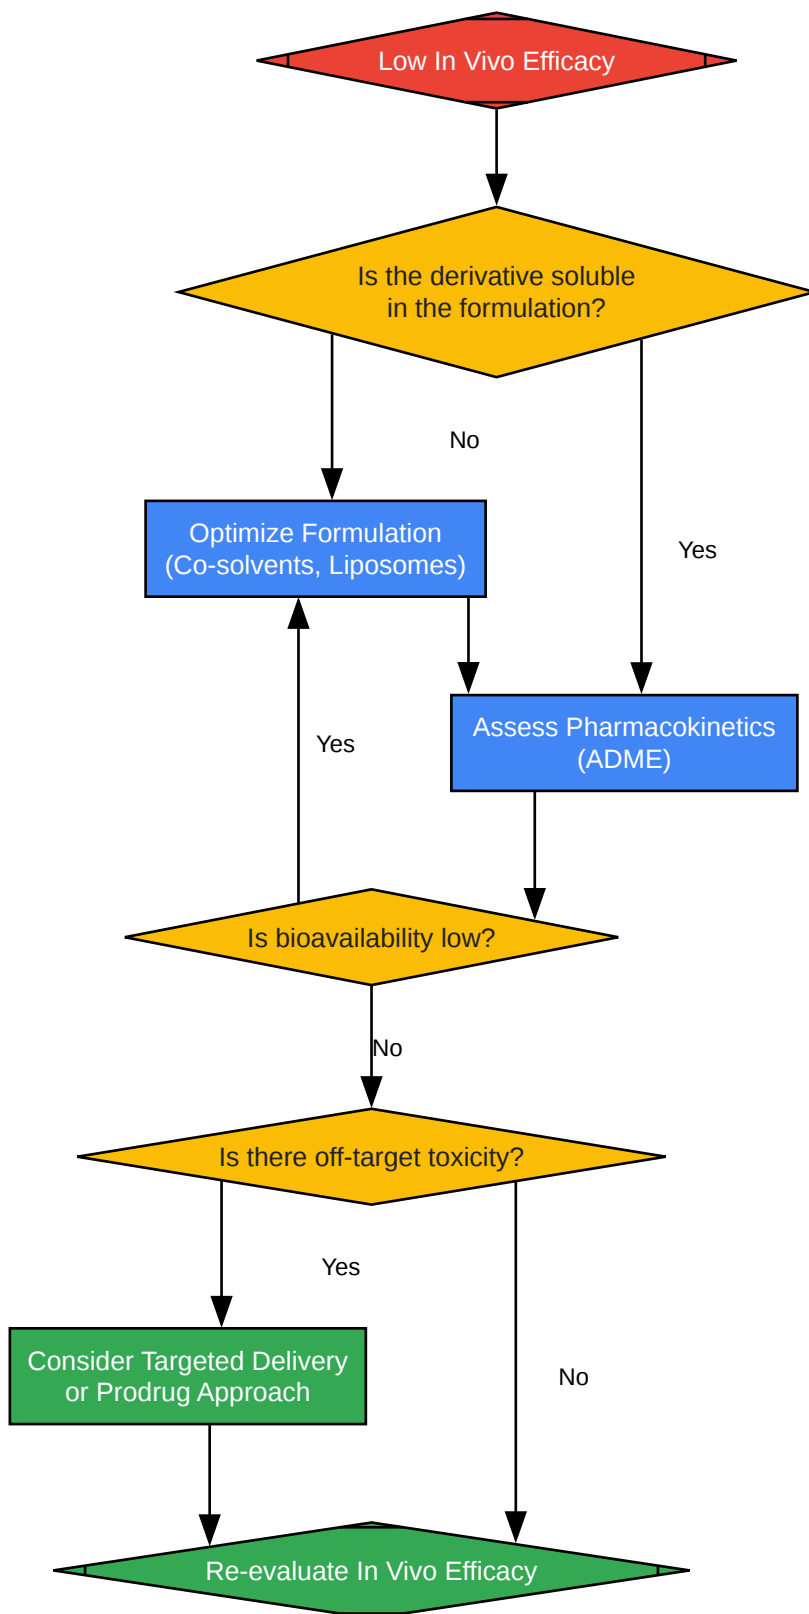 Low In Vivo Efficacy
Is the derivative soluble
in the formulation?
No
Optimize Formulation
(Co-solvents, Liposomes)
Yes
Assess Pharmacokinetics
(ADME)
Yes
Is bioavailability low?
No
Is there off-target toxicity?
Yes
Consider Targeted Delivery
or Prodrug Approach
No
Re-evaluate In Vivo Efficacy